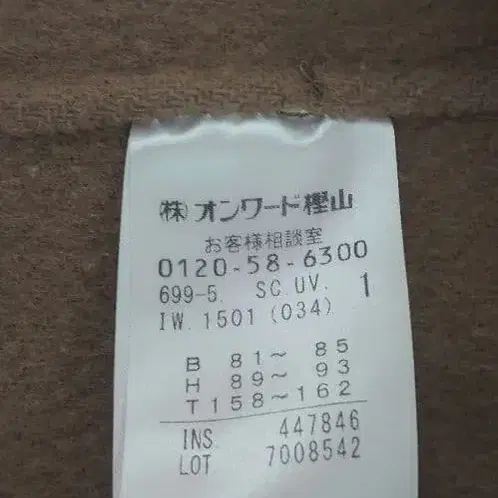 ㈱オンワード樫山
お客様相談室
0120-58-6300
699-5. SC.UV. 1
IW.1501(034)
B 81～ 85
H 89～ 93
T158～162
INS 447846
LOT 7008542